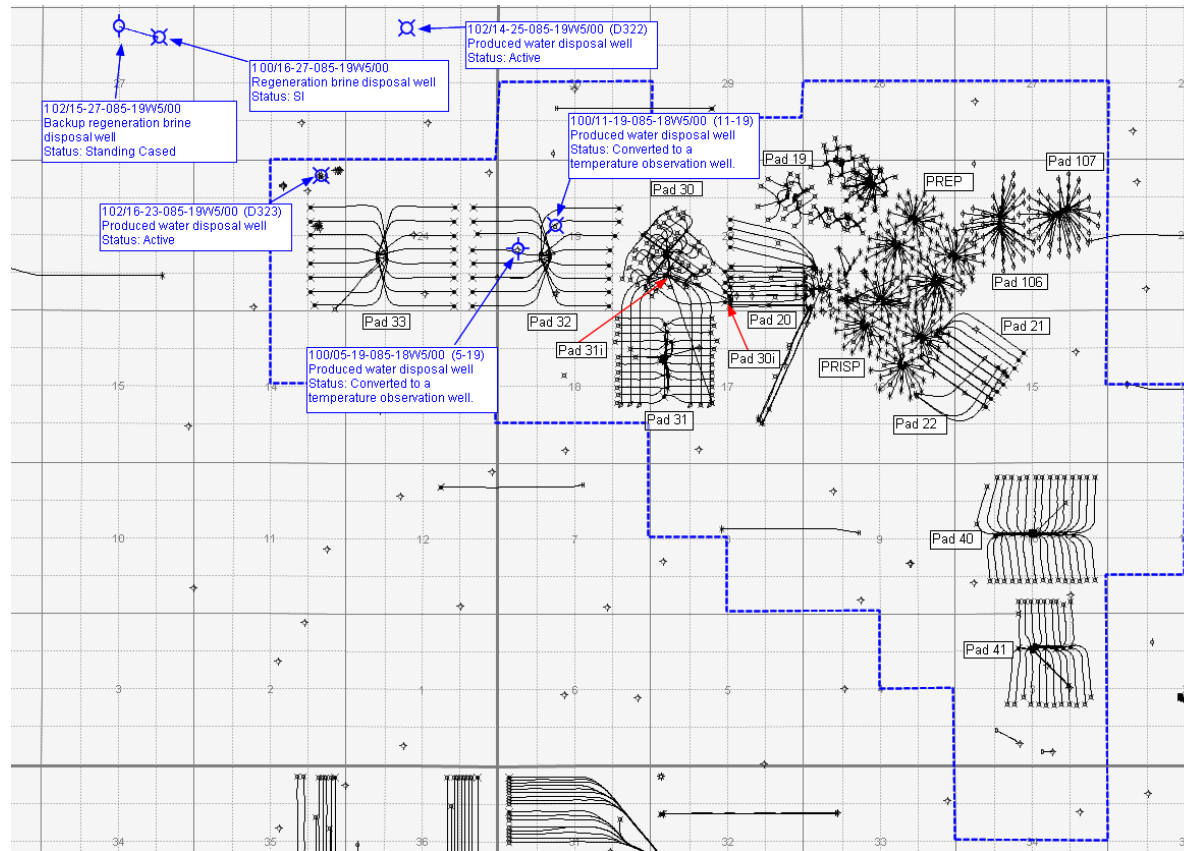 102/14-25-085-19W5/00 (D322)
Produced water disposal well
Status: Active
100/16-27-085-19W5/00
Regeneration brine disposal well
Status: SI
27
30
29
26
102/15-27-085-19W5/00
Backup regeneration brine
disposal well
Status: Standing Cased
100/11-19-085-18W5/00 (11-19)
Produced water disposal well
Status: Converted to a
temperature observation well.
Pad 19
Pad 107
PREP
Pad 30
102/16-23-085-19W5/00 (D323)
Produced water disposal well
Status: Active
24
19
Pad 106
Pad 33
Pad 32
Pad 20
Pad 21
Pad 31i
Pad 30i
100/05-19-085-18W5/00 (5-19)
Produced water disposal well
Status: Converted to a
temperature observation well.
PRISP
15
14
18
17
16
15
Pad 31
Pad 22
10
12
7
9
Pad 40
Pad 41
3
2
1
6
5
4
34
35
36
31